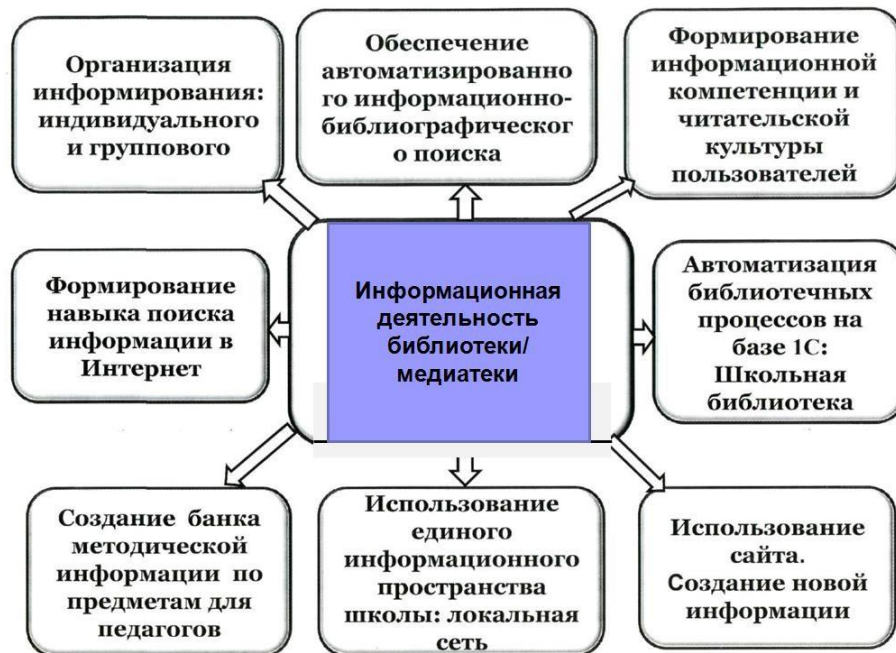 Организация
информирования:
индивидуального
и группового
Обеспечение
автоматизированно
го информационно-
библиографическог
о поиска
Формирование
информационной
компетенции и
читательской
культуры
пользователей
Формирование
навыка поиска
информации в
Интернет
Информационная
деятельность
библиотеки/
медиатеки
Автоматизация
библиотечных
процессов на
базе 1С:
Школьная
библиотека
Создание банка
методической
информации по
предметам для
педагогов
Использование
единого
информационного
пространства
школы: локальная
сеть
Использование
сайта.
Создание новой
информации